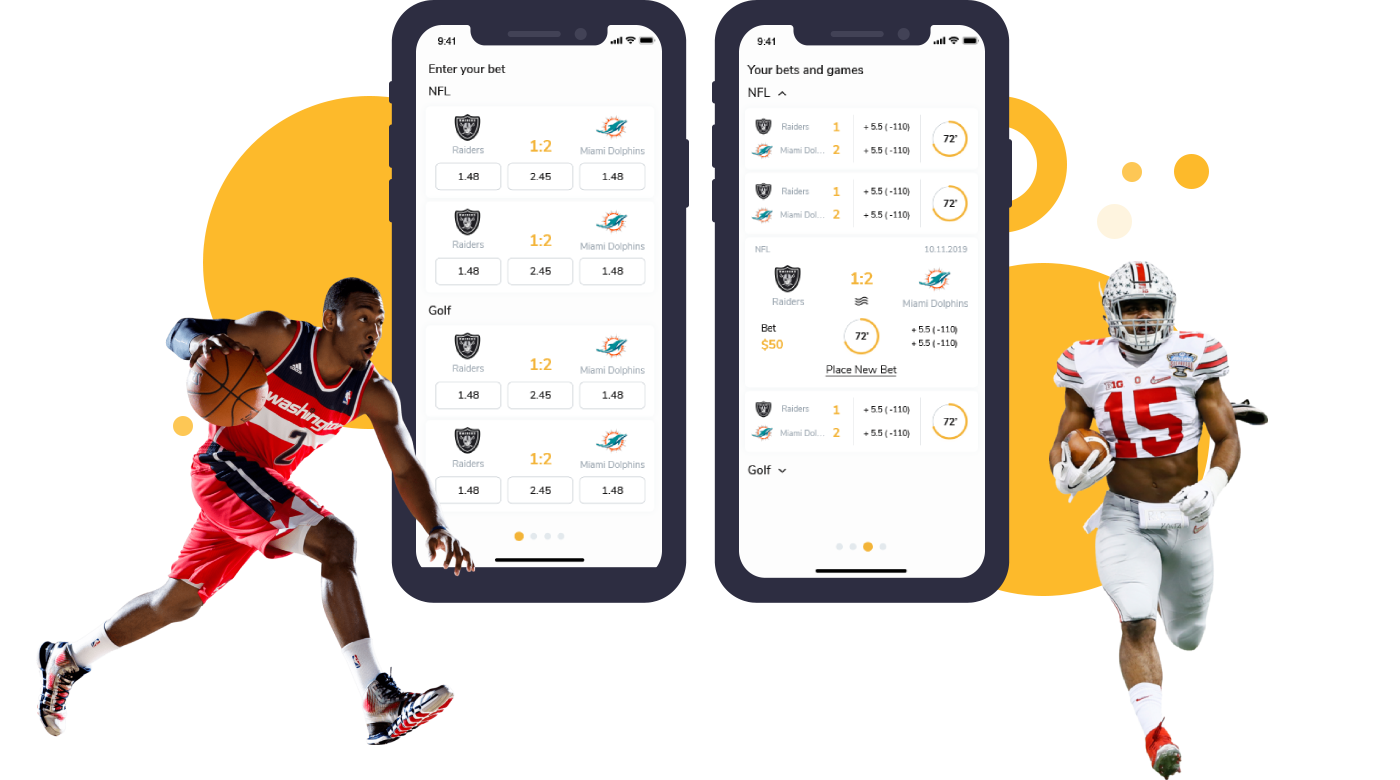 9:41
Enter your bet
NFL
Raiders 1:2 Miami Dolphins
1.48 2.45 1.48
Raiders 1:2 Miami Dolphins
1.48 2.45 1.48
Golf
Raiders 1:2 Miami Dolphins
1.48 2.45 1.48
Raiders 1:2 Miami Dolphins
1.48 2.45 1.48
9:41
Your bets and games
NFL
Raiders 1 + 5.5 ( -110)
Miami Dol... 2 + 5.5 ( -110)
72'
Raiders 1 + 5.5 ( -110)
Miami Dol... 2 + 5.5 ( -110)
72'
NFL 10.11.2019
Raiders 1:2 Miami Dolphins
Bet
$50
72'
+ 5.5 ( -110)
+ 5.5 ( -110)
Place New Bet
Raiders 1 + 5.5 ( -110)
Miami Dol... 2 + 5.5 ( -110)
72'
Golf
washington
2
adidas
B1G
15